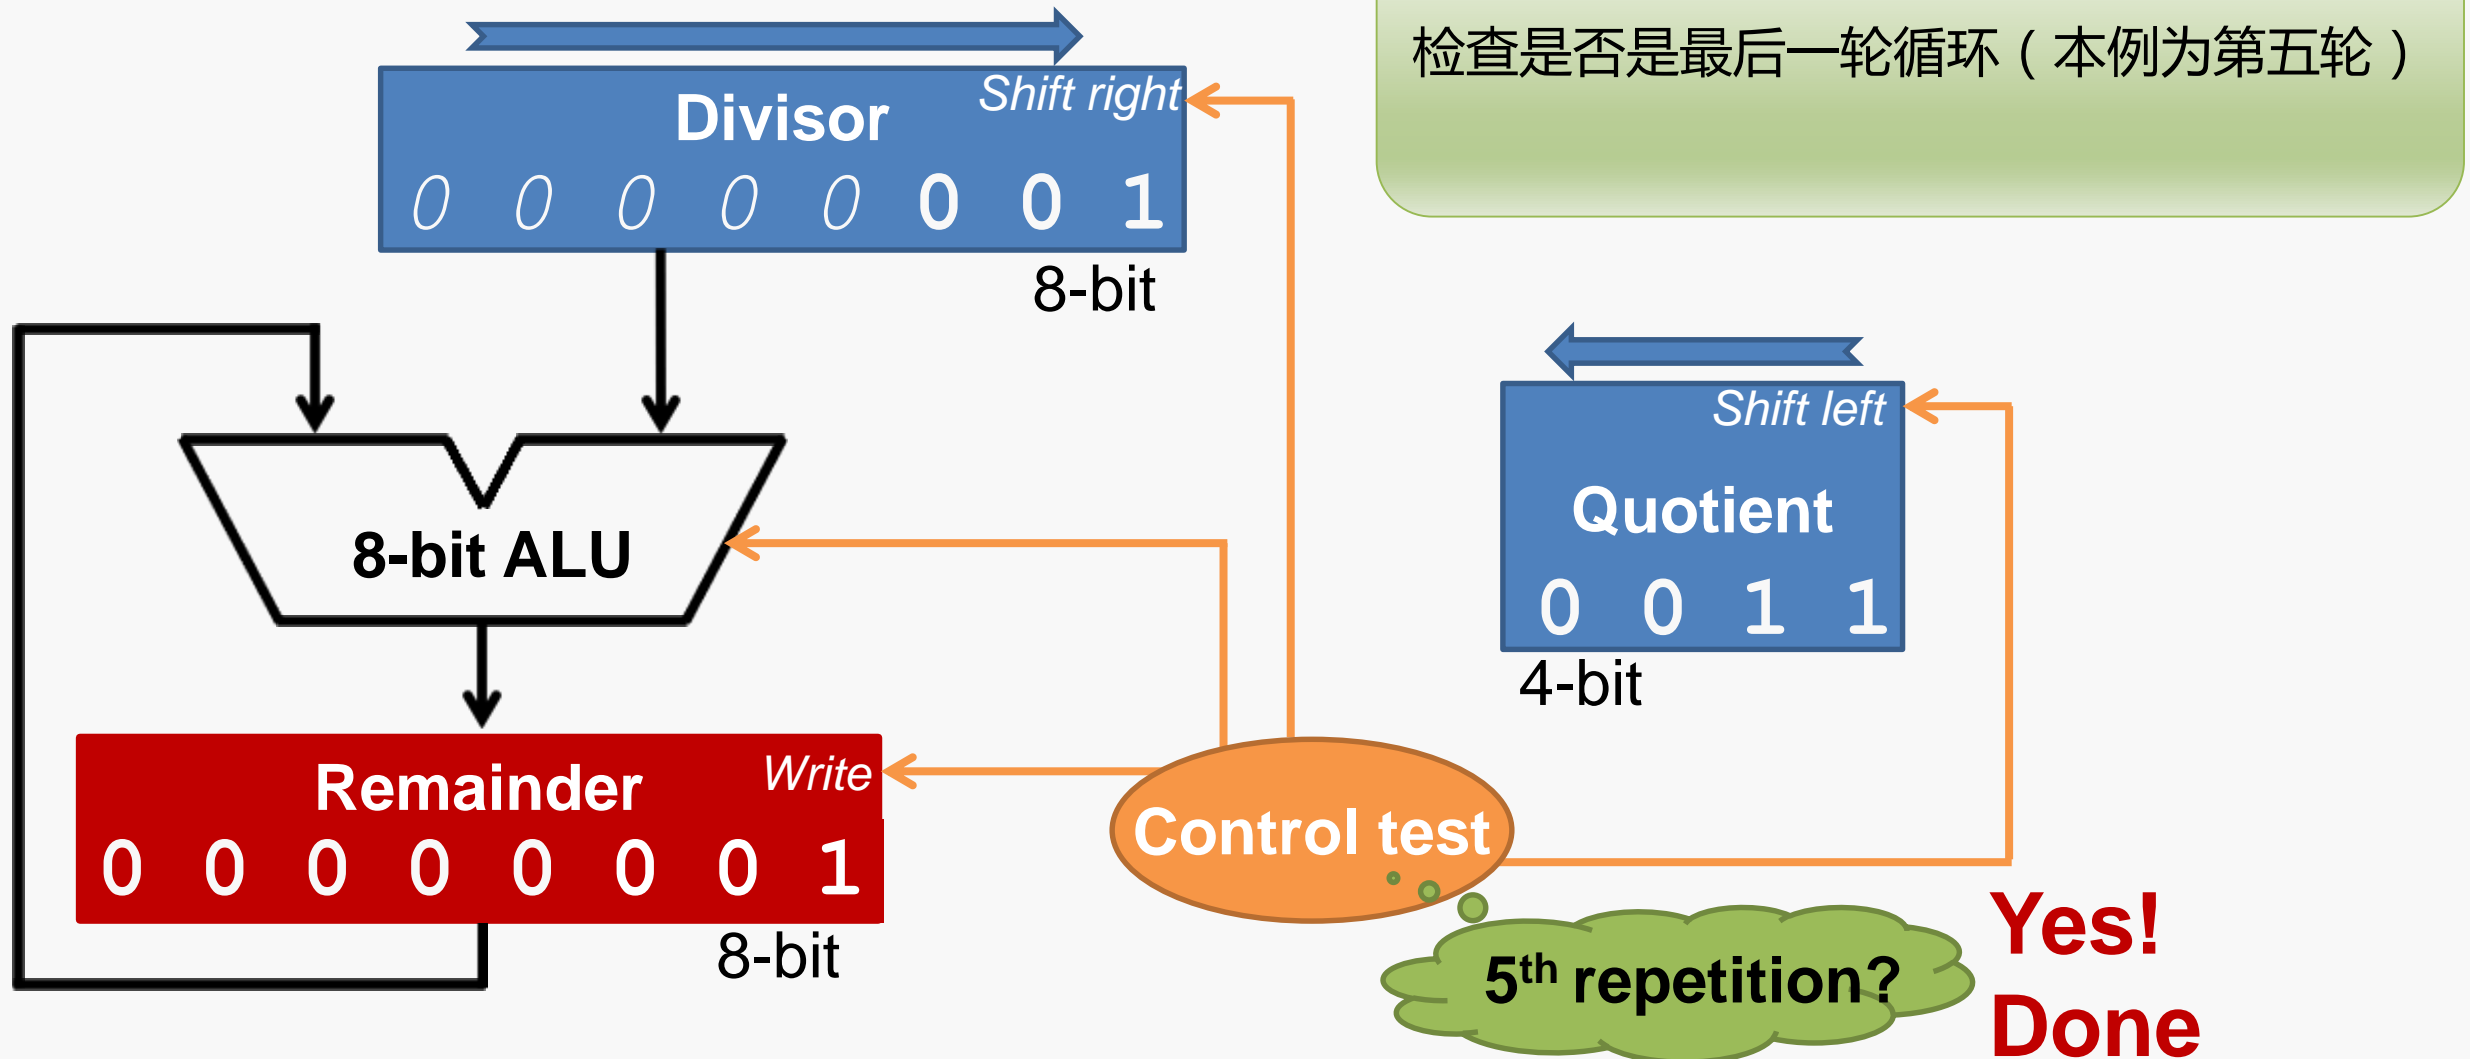 检查是否是最后一轮循环（本例为第五轮）
Shift right
Divisor
0 0 0 0 0 0 0 1
8-bit
Shift left
Quotient
0 0 1 1
4-bit
8-bit ALU
Write
Remainder
0 0 0 0 0 0 0 1
8-bit
Control test
5th repetition?
Yes!
Done